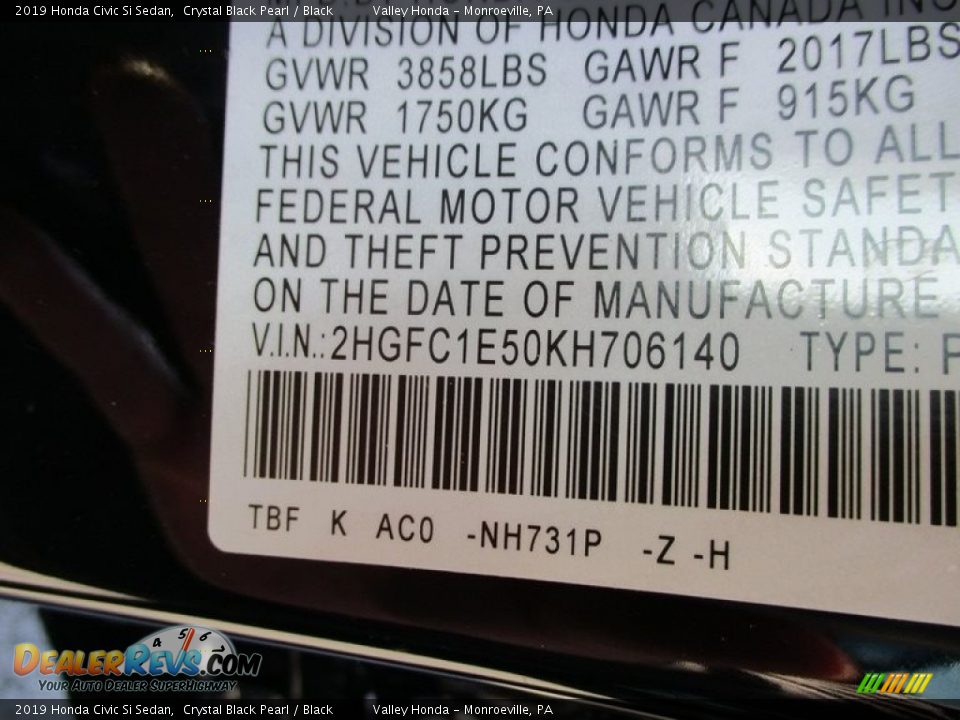 2019 Honda Civic Si Sedan, Crystal Black Pearl / Black Valley Honda - Monroeville, PA
A DIVISION OF HONDA CANADA INC
GVWR 3858LBS GAWR F 2017LBS
GVWR 1750KG GAWR F 915KG
THIS VEHICLE CONFORMS TO ALL
FEDERAL MOTOR VEHICLE SAFET
AND THEFT PREVENTION STANDA
ON THE DATE OF MANUFACTURE
V.I.N.:2HGFC1E50KH706140 TYPE: P
TBF K AC0 -NH731P -Z -H
4 5 6
DEALERREVS.COM
YOUR AUTO DEALER SUPERHIGHWAY
2019 Honda Civic Si Sedan, Crystal Black Pearl / Black Valley Honda - Monroeville, PA